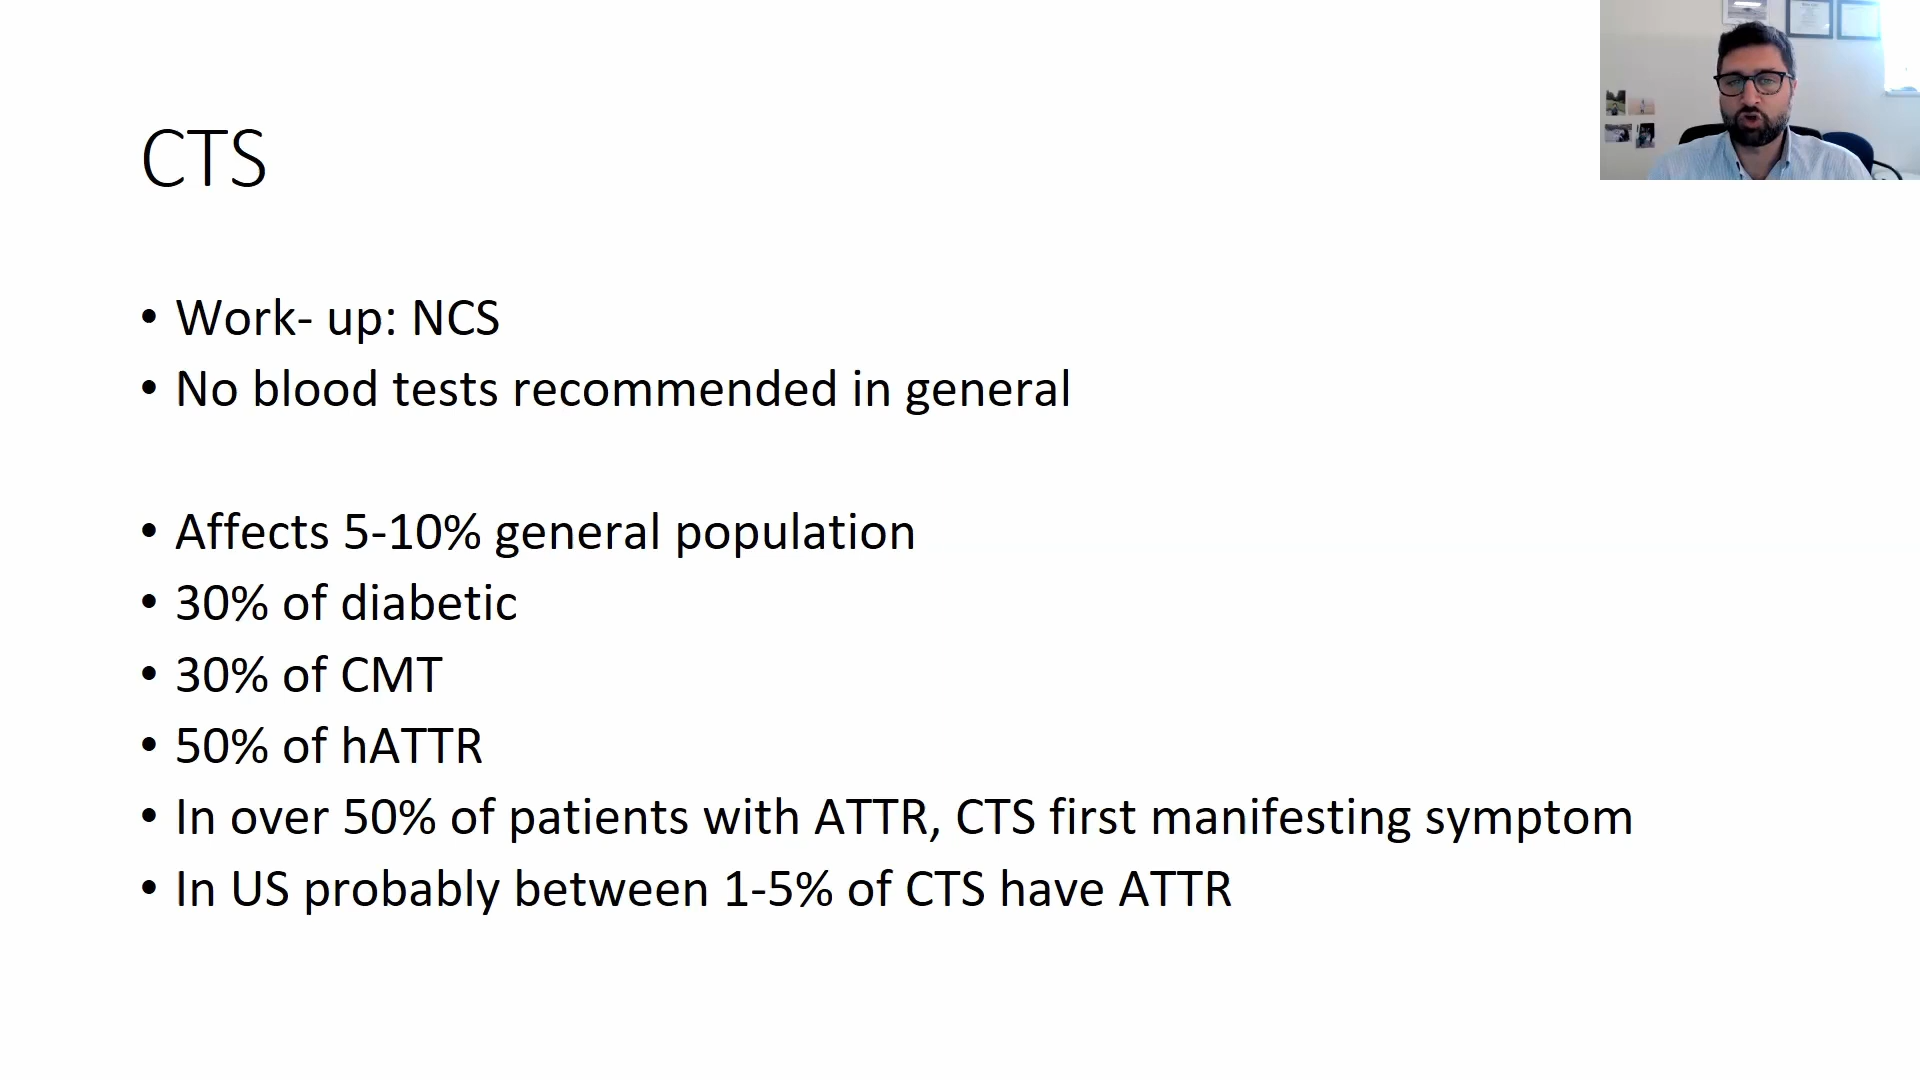 CTS
• Work- up: NCS
• No blood tests recommended in general
• Affects 5-10% general population
• 30% of diabetic
• 30% of CMT
• 50% of hATTR
• In over 50% of patients with ATTR, CTS first manifesting symptom
• In US probably between 1-5% of CTS have ATTR